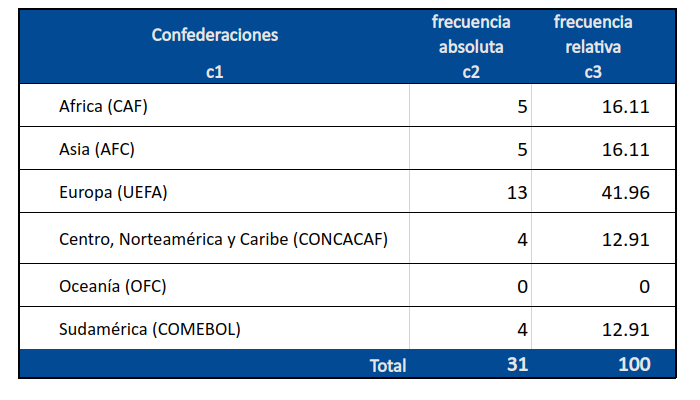 Confederaciones frecuencia absoluta frecuencia relativa
c1 c2 c3
Africa (CAF) 5 16.11
Asia (AFC) 5 16.11
Europa (UEFA) 13 41.96
Centro, Norteamérica y Caribe (CONCACAF) 4 12.91
Oceanía (OFC) 0 0
Sudamérica (COMEBOL) 4 12.91
Total 31 100